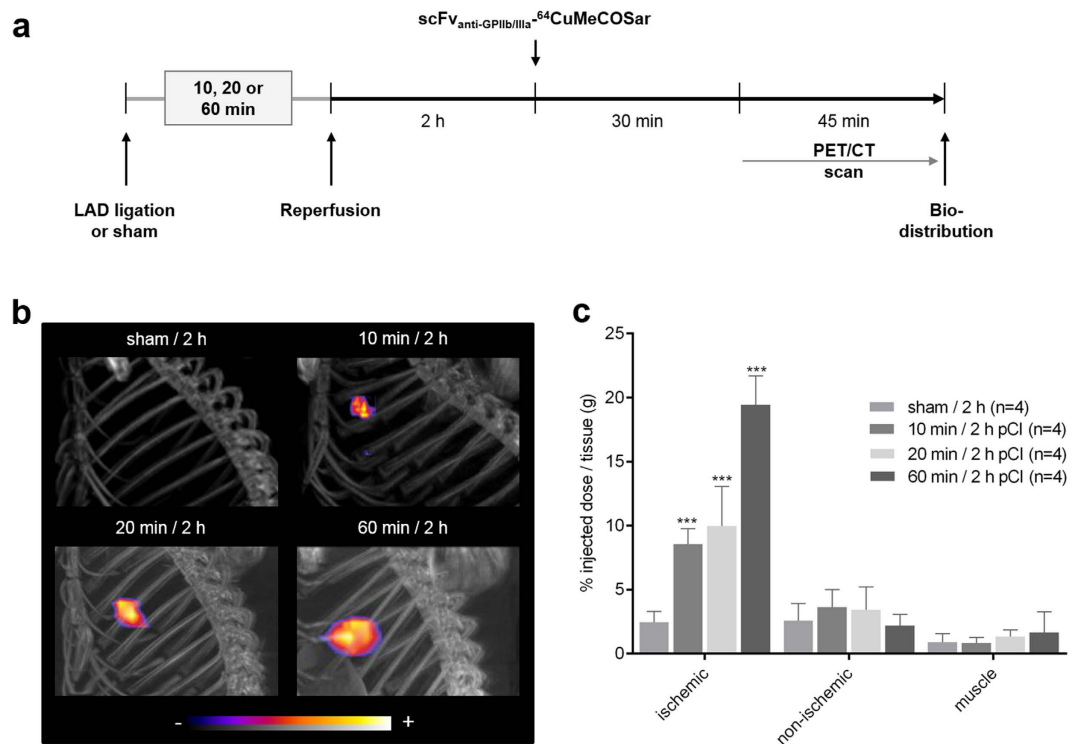 a
scFvanti-GPIIb/IIIa-64CuMeCOSar
10, 20 or
60 min
2 h
30 min
45 min
PET/CT
scan
LAD ligation
or sham
Reperfusion
Bio-
distribution
b
sham / 2 h
10 min / 2 h
20 min / 2 h
60 min / 2 h
- +
c
% injected dose / tissue (g)
25
20
15
10
5
0
***
***
***
sham / 2 h (n=4)
10 min / 2 h pCI (n=4)
20 min / 2 h pCI (n=4)
60 min / 2 h pCI (n=4)
ischemic
non-ischemic
muscle